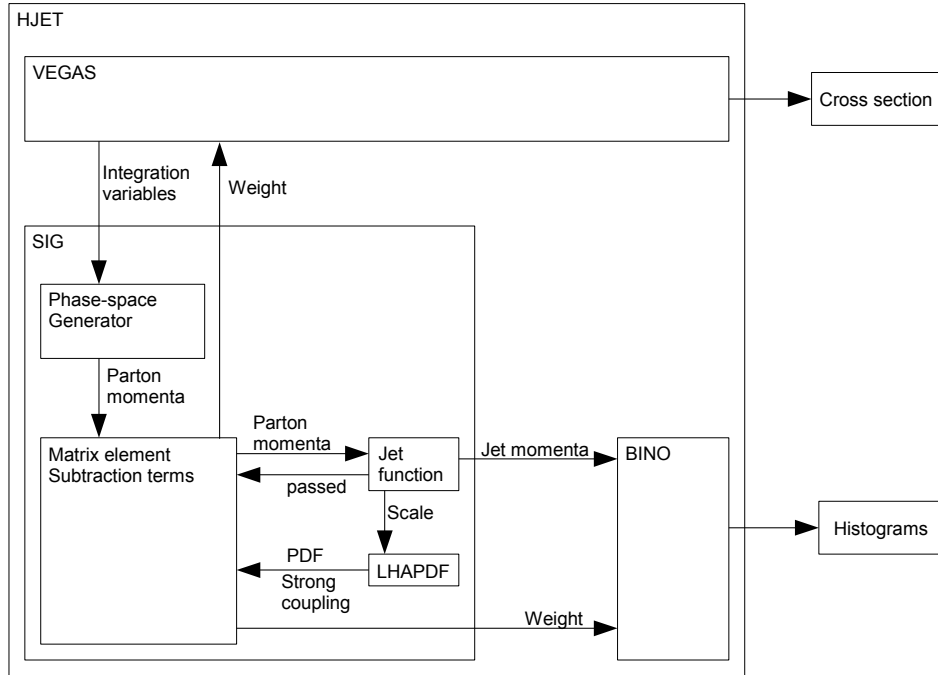 HJET
VEGAS
Cross section
Integration
variables
Weight
SIG
Phase-space
Generator
Parton
momenta
Matrix element
Subtraction terms
Parton
momenta
passed
Jet
function
Jet momenta
BINO
Scale
Histograms
PDF
Strong
coupling
LHAPDF
Weight